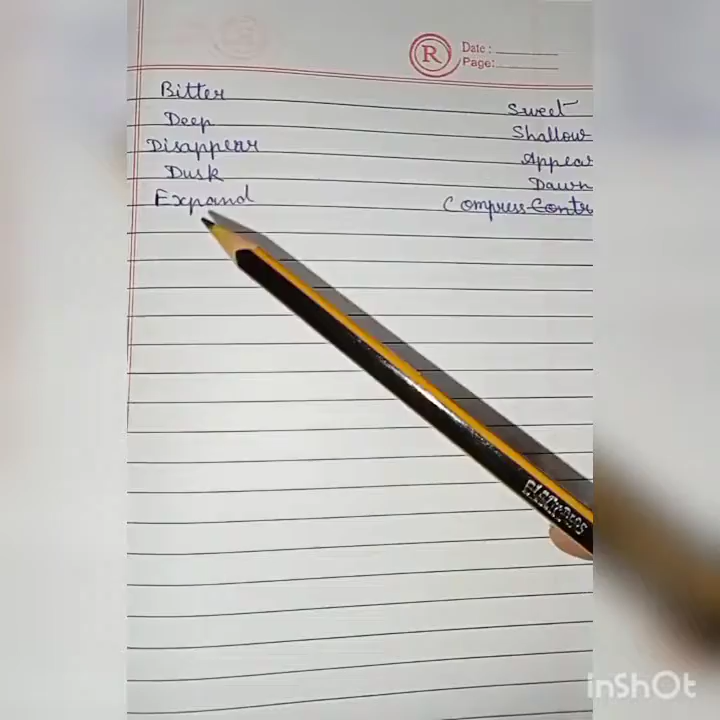 R Date:
Page:
Bitter Sweet
Deep Shallow
Disappear Appear
Dusk Dawn
Expand Compress-Contr
InShOt